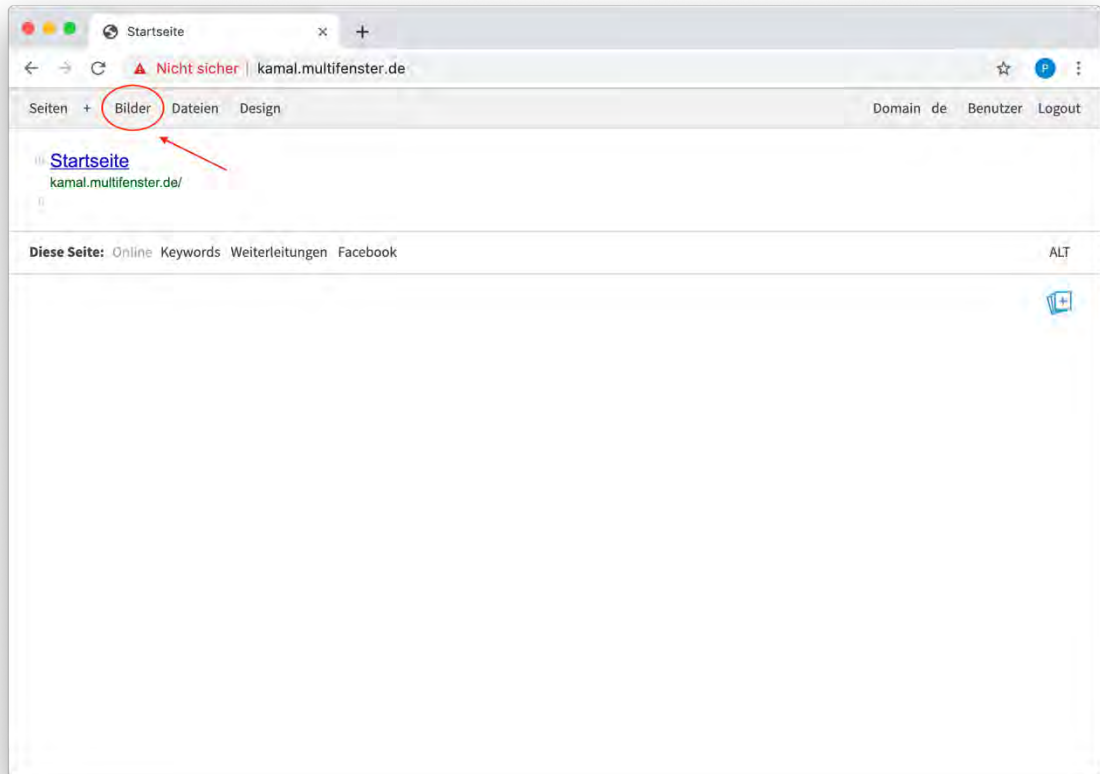 Startseite
Nicht sicher | kamal.multifenster.de
P
Seiten + Bilder Dateien Design Domain de Benutzer Logout
Startseite
kamal.multifenster.de/
Diese Seite: Online Keywords Weiterleitungen Facebook ALT